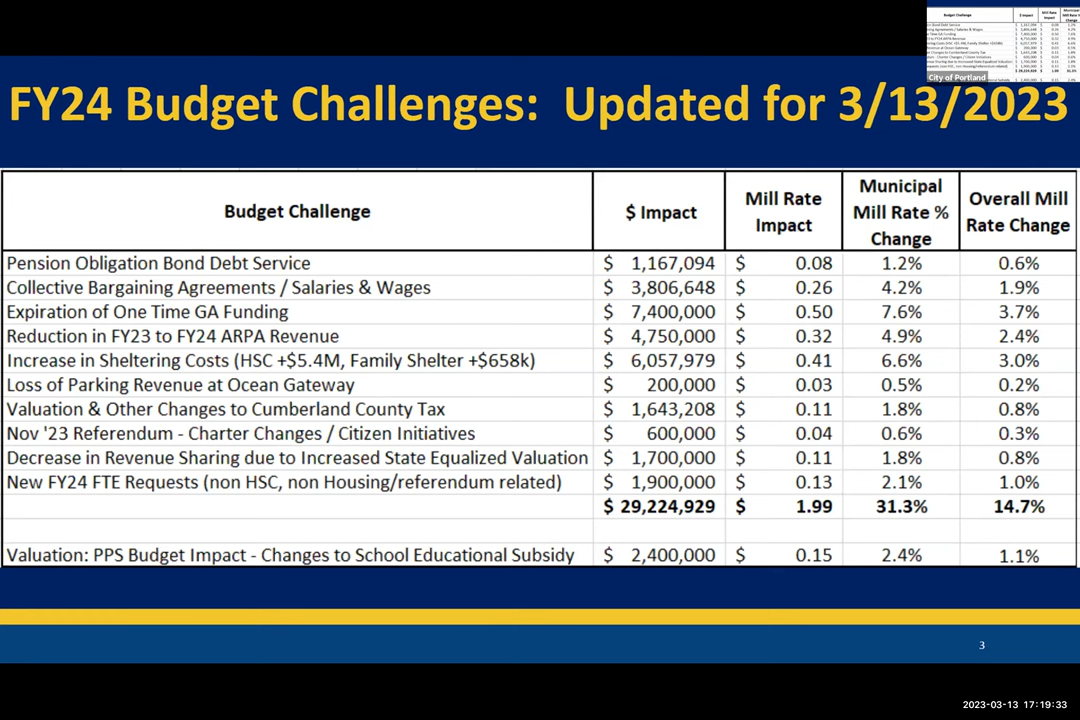 FY24 Budget Challenges: Updated for 3/13/2023
City of Portland
Budget Challenge $ Impact Mill Rate Impact Municipal Mill Rate % Change Overall Mill Rate Change
Pension Obligation Bond Debt Service $ 1,167,094 $ 0.08 1.2% 0.6%
Collective Bargaining Agreements / Salaries & Wages $ 3,806,648 $ 0.26 4.2% 1.9%
Expiration of One Time GA Funding $ 7,400,000 $ 0.50 7.6% 3.7%
Reduction in FY23 to FY24 ARPA Revenue $ 4,750,000 $ 0.32 4.9% 2.4%
Increase in Sheltering Costs (HSC +$5.4M, Family Shelter +$658k) $ 6,057,979 $ 0.41 6.6% 3.0%
Loss of Parking Revenue at Ocean Gateway $ 200,000 $ 0.03 0.5% 0.2%
Valuation & Other Changes to Cumberland County Tax $ 1,643,208 $ 0.11 1.8% 0.8%
Nov '23 Referendum - Charter Changes / Citizen Initiatives $ 600,000 $ 0.04 0.6% 0.3%
Decrease in Revenue Sharing due to Increased State Equalized Valuation $ 1,700,000 $ 0.11 1.8% 0.8%
New FY24 FTE Requests (non HSC, non Housing/referendum related) $ 1,900,000 $ 0.13 2.1% 1.0%
$ 29,224,929 $ 1.99 31.3% 14.7%
Valuation: PPS Budget Impact - Changes to School Educational Subsidy $ 2,400,000 $ 0.15 2.4% 1.1%
3
2023-03-13 17:19:33